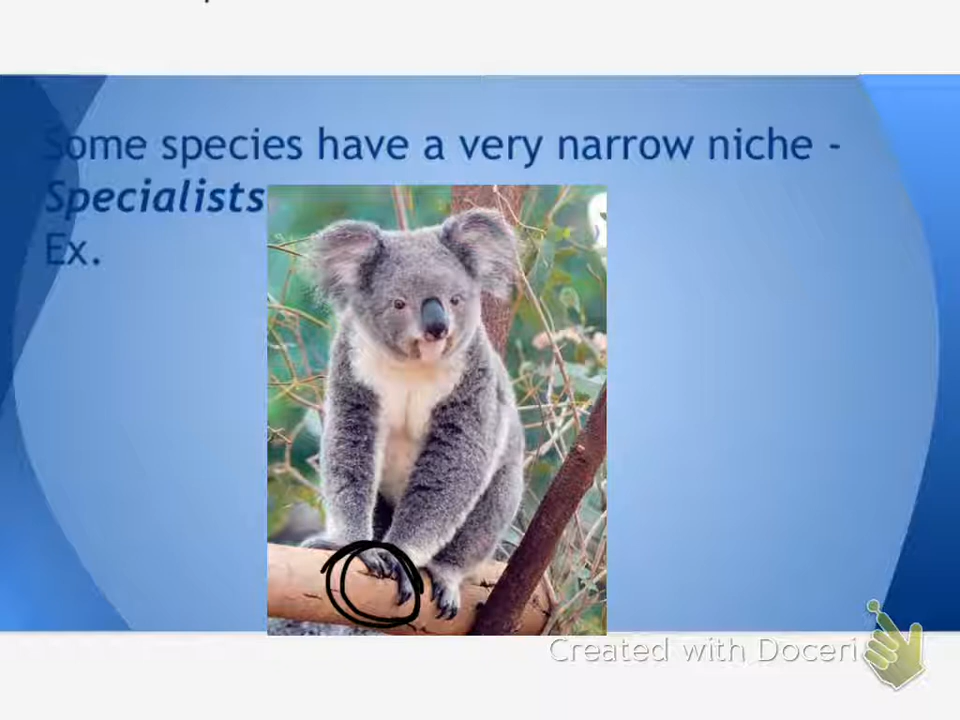 Some species have a very narrow niche -
Specialists
Ex.
Created with Doceri